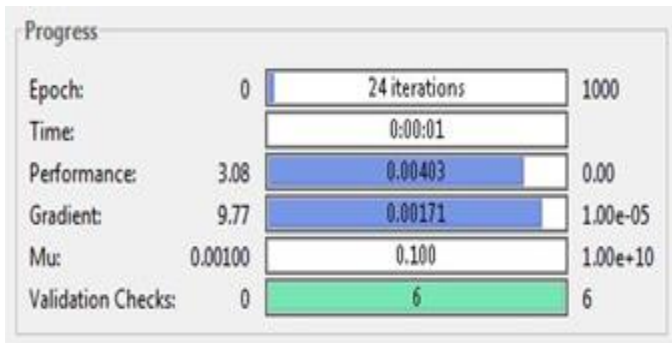 Progress
Epoch: 0 24 iterations 1000
Time: 0:00:01
Performance: 3.08 0.00403 0.00
Gradient: 9.77 0.00171 1.00e-05
Mu: 0.00100 0.100 1.00e+10
Validation Checks: 0 6 6